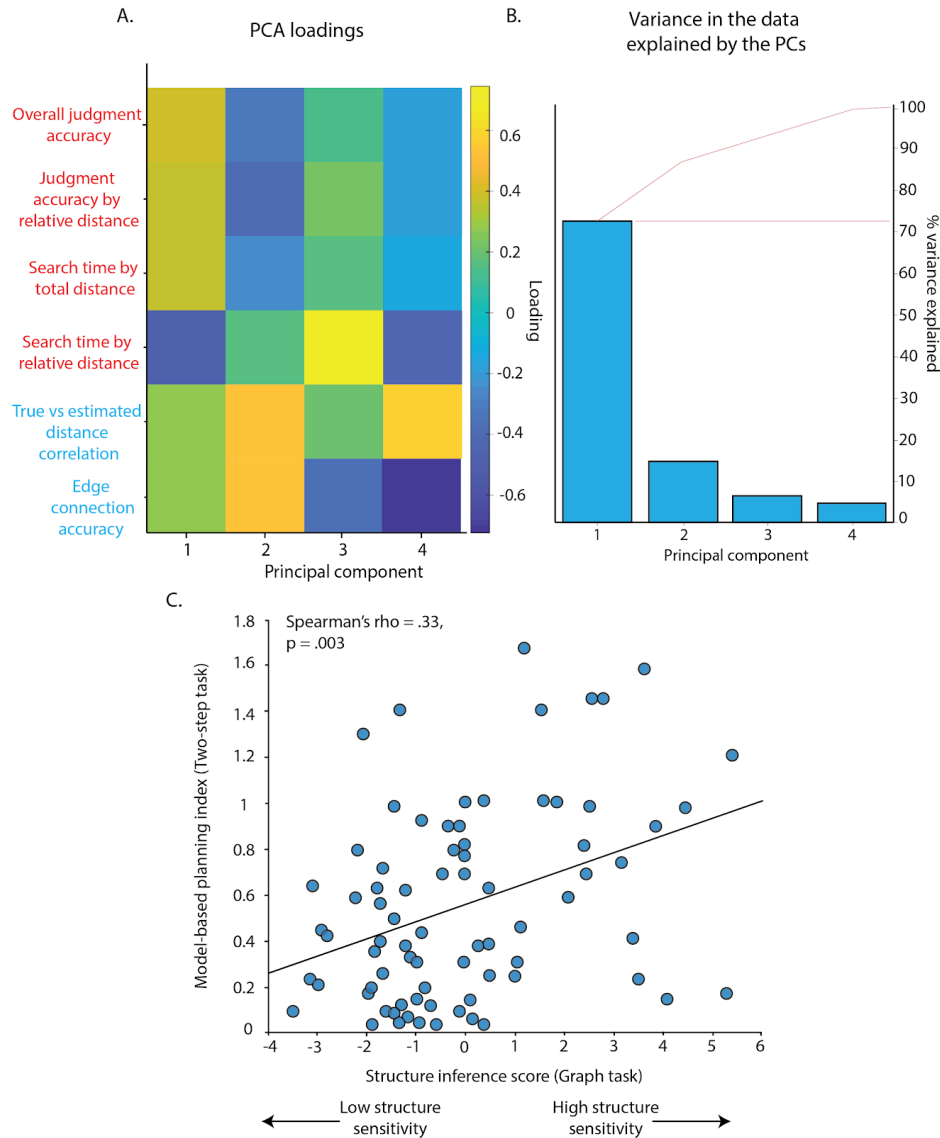 A.
PCA loadings
Overall judgment
accuracy
Judgment
accuracy by
relative distance
Search time by
total distance
Search time by
relative distance
True vs estimated
distance
correlation
Edge
connection
accuracy
0.6
0.4
0.2
0
-0.2
-0.4
-0.6
Loading
1 2 3 4
Principal component
B.
Variance in the data
explained by the PCs
100
90
80
70
60
50
40
30
20
10
0
% variance explained
1 2 3 4
Principal component
C.
Spearman's rho = .33,
p = .003
Model-based planning index (Two-step task)
1.8
1.6
1.4
1.2
1
0.8
0.6
0.4
0.2
0
-4 -3 -2 -1 0 1 2 3 4 5 6
Structure inference score (Graph task)
Low structure
sensitivity
High structure
sensitivity